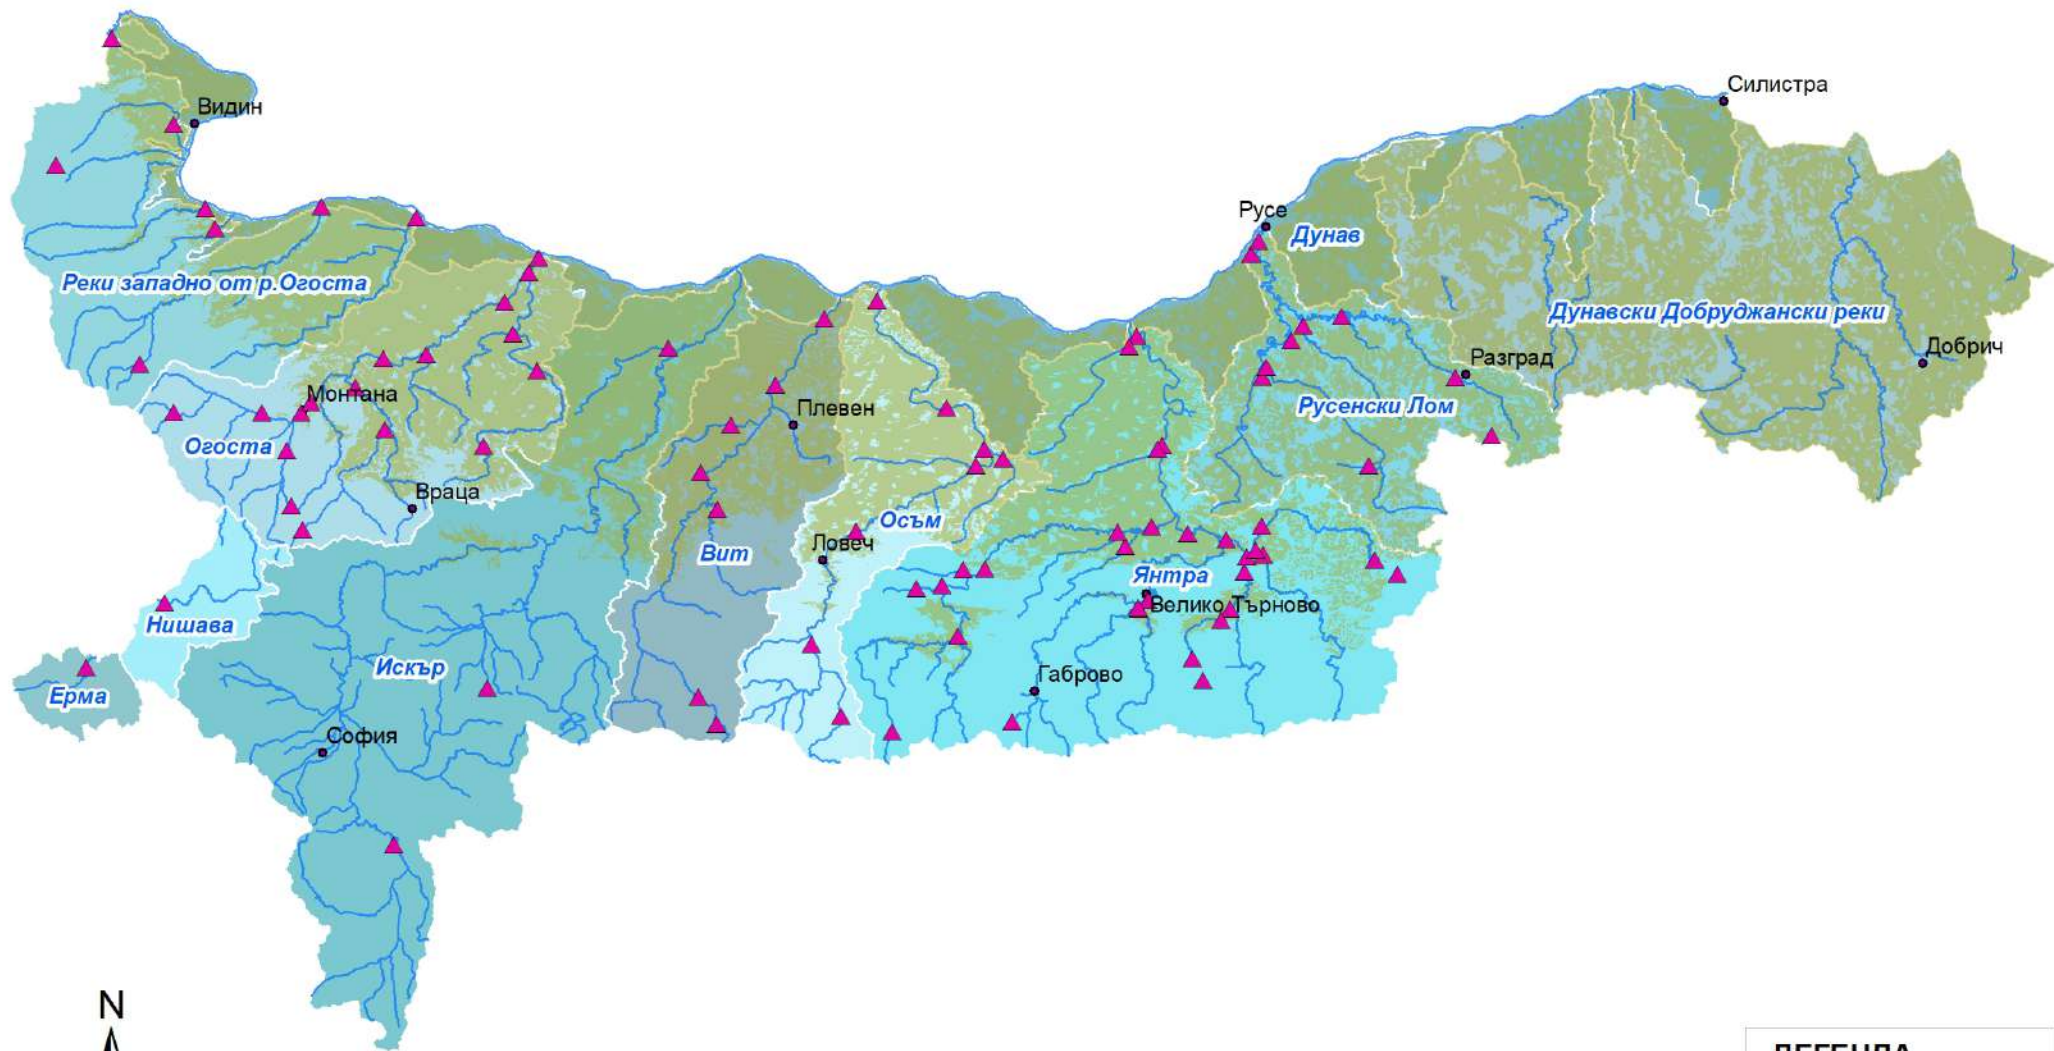 Силистра
Видин
Русе
Дунав
Реки западно от р.Огоста
Дунавски Добруджански реки
Добрич
Разград
Монтана
Плевен
Русенски Лом
Огоста
Враца
Осъм
Ловеч
Вит
Янтра
Велико Търново
Нишава
Искър
Габрово
Ерма
София
N
ЛЕГЕНДА